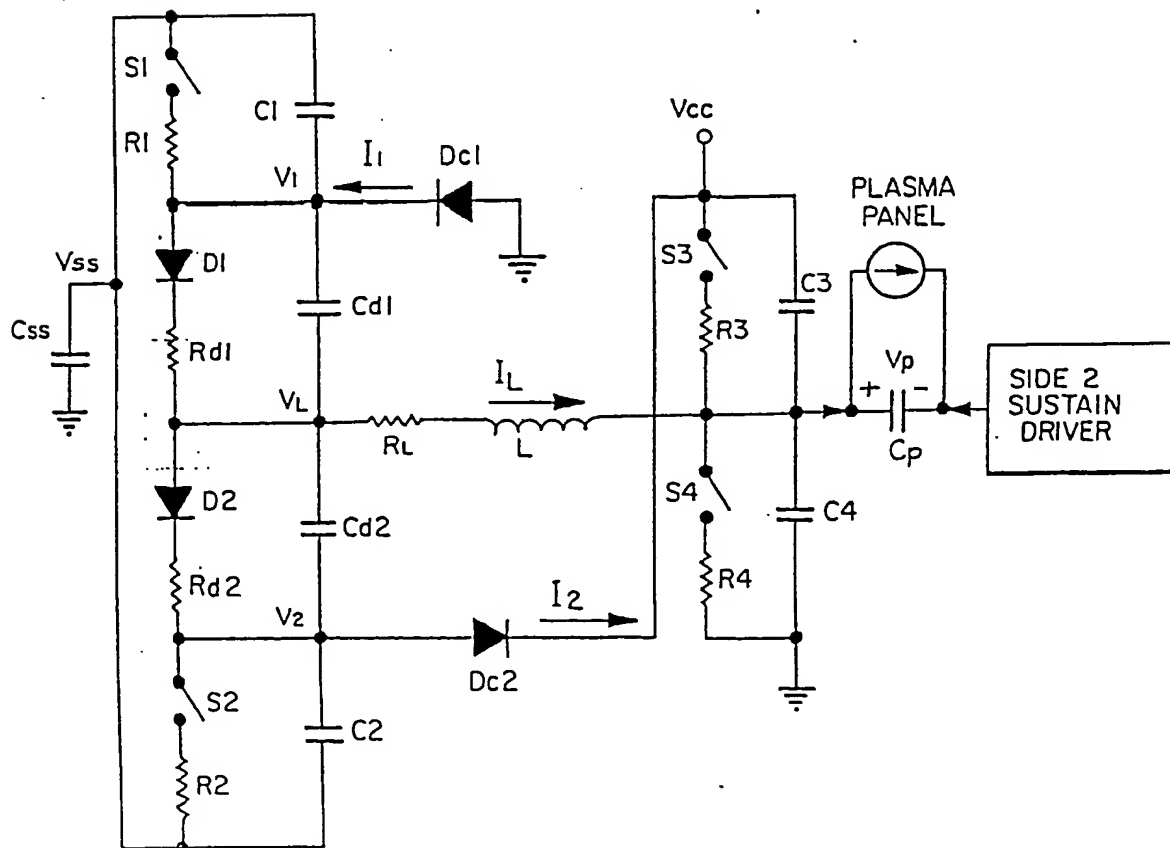 S1
C1
R1
V1
I1
Dc1
Vcc
PLASMA
PANEL
Vss
D1
S3
C3
Css
Cd1
R3
Rd1
VL
IL
RL
L
Vp
+
-
Cp
SIDE 2
SUSTAIN
DRIVER
D2
S4
Cd2
C4
Rd2
R4
V2
I2
Dc2
S2
C2
R2